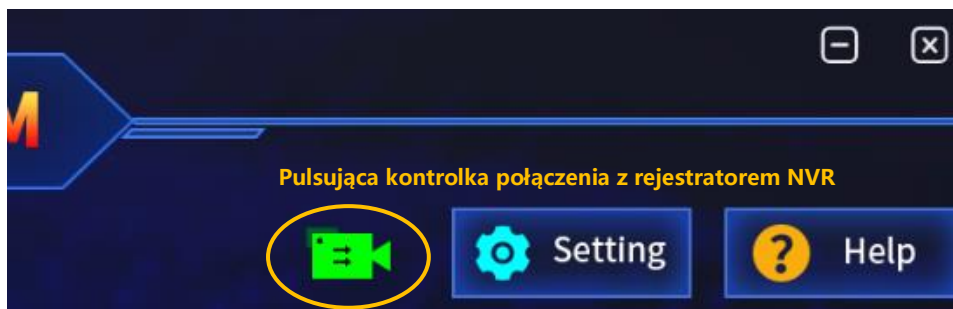 M
Pulsująca kontrolka połączenia z rejestratorem NVR
Setting
? Help